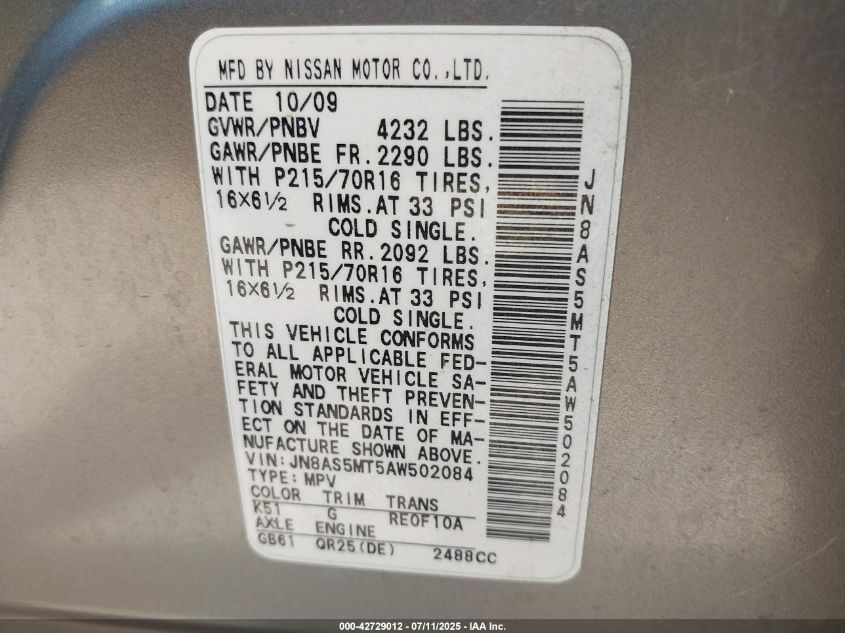 MFD BY NISSAN MOTOR CO.,LTD.
DATE 10/09
GVWR/PNBV 4232 LBS.
GAWR/PNBE FR. 2290 LBS.
WITH P215/70R16 TIRES,
16×6½ RIMS.AT 33 PSI
COLD SINGLE.
GAWR/PNBE RR. 2092 LBS.
WITH P215/70R16 TIRES,
16×6½ RIMS.AT 33 PSI
COLD SINGLE.
THIS VEHICLE CONFORMS
TO ALL APPLICABLE FED-
ERAL MOTOR VEHICLE SA-
FETY AND THEFT PREVEN-
TION STANDARDS IN EFF-
ECT ON THE DATE OF MA-
NUFACTURE SHOWN ABOVE.
VIN: JN8AS5MT5AW502084
TYPE: MPV
COLOR TRIM TRANS
K51 G RE0F10A
AXLE ENGINE
GB61 QR25(DE) 2488CC
JN8AS5MT5AW502084
000-42729012 - 07/11/2025 - IAA Inc.